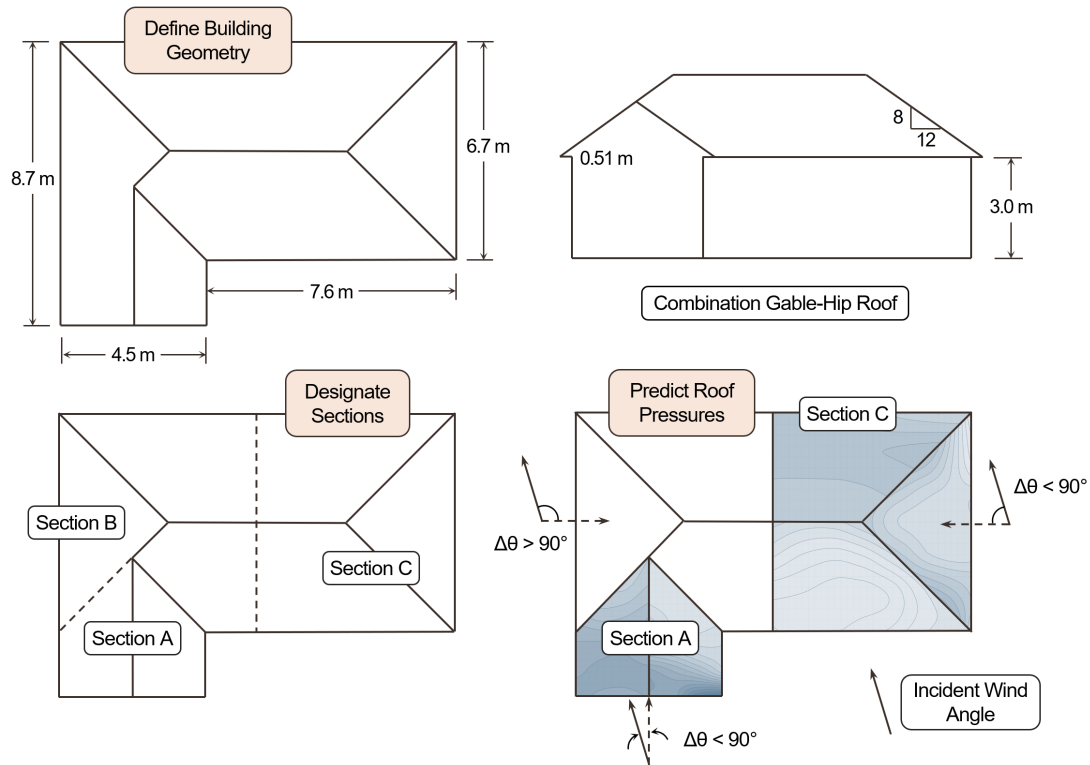 Define Building
Geometry
8.7 m
6.7 m
7.6 m
4.5 m
0.51 m
8
12
3.0 m
Combination Gable-Hip Roof
Designate
Sections
Section B
Section C
Section A
Predict Roof
Pressures
Section C
Δθ > 90°
Δθ < 90°
Section A
Δθ < 90°
Incident Wind
Angle